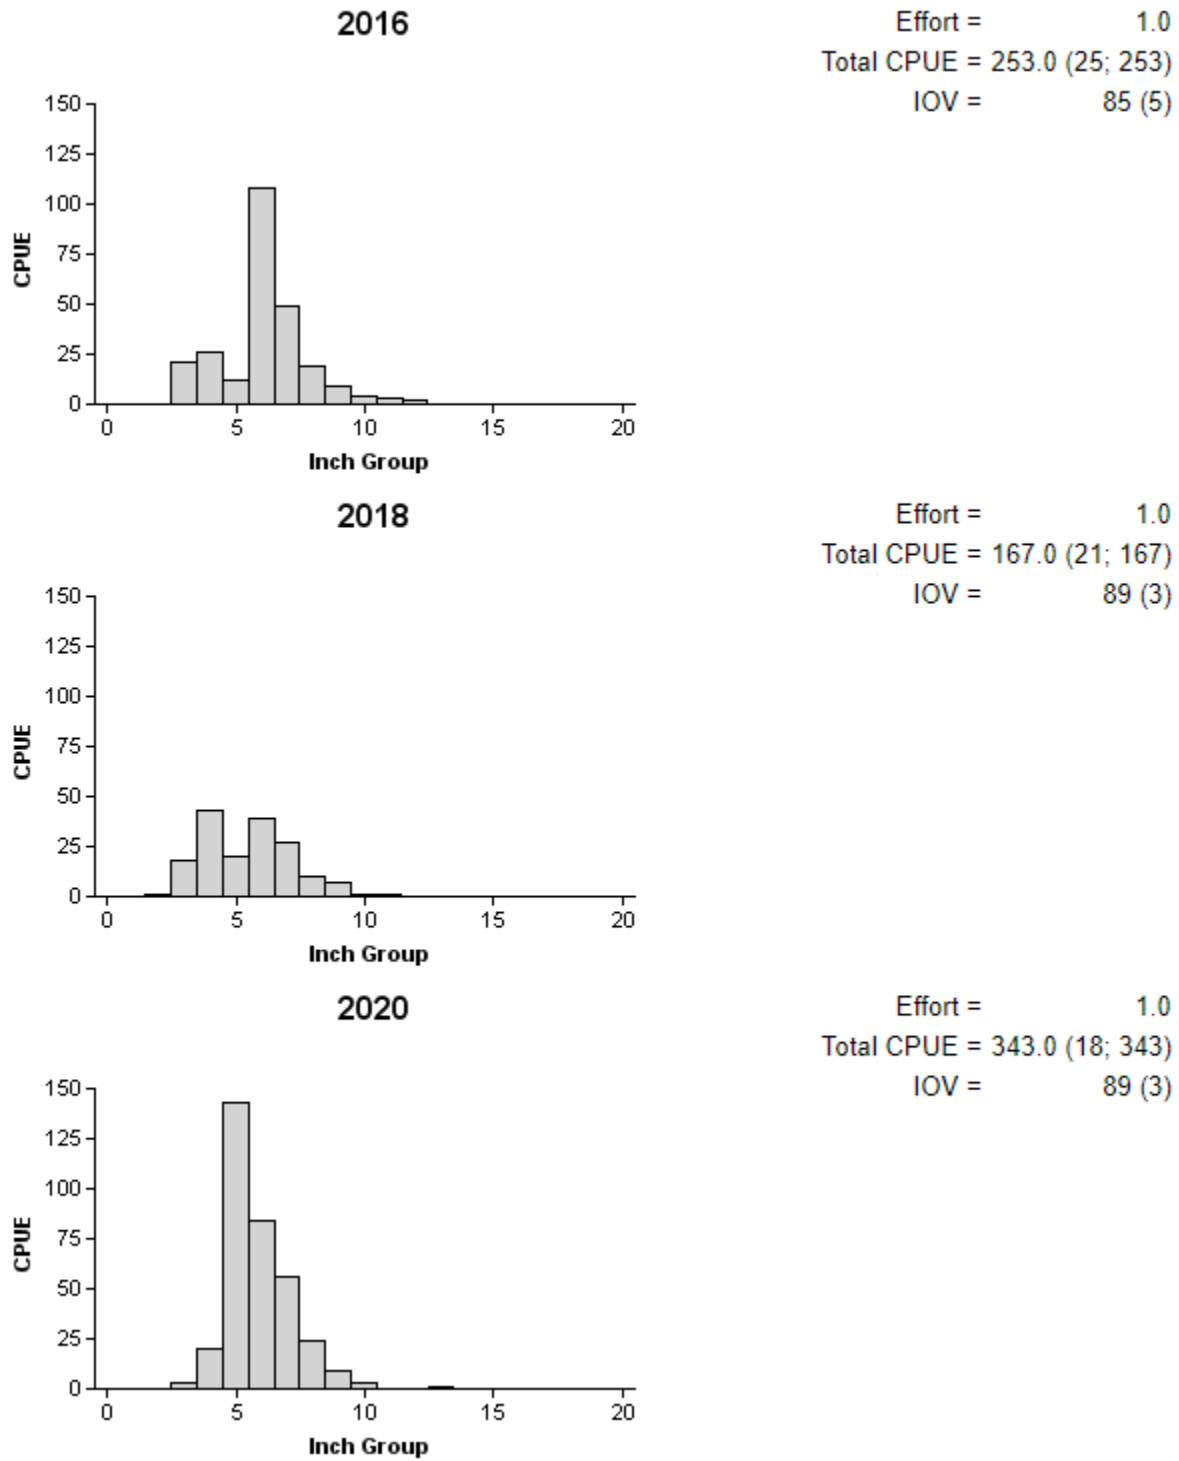 2016
Effort = 1.0
Total CPUE = 253.0 (25; 253)
IOV = 85 (5)
150
125
100
75
50
25
0
CPUE
0 5 10 15 20
Inch Group
2018
Effort = 1.0
Total CPUE = 167.0 (21; 167)
IOV = 89 (3)
150
125
100
75
50
25
0
CPUE
0 5 10 15 20
Inch Group
2020
Effort = 1.0
Total CPUE = 343.0 (18; 343)
IOV = 89 (3)
150
125
100
75
50
25
0
CPUE
0 5 10 15 20
Inch Group